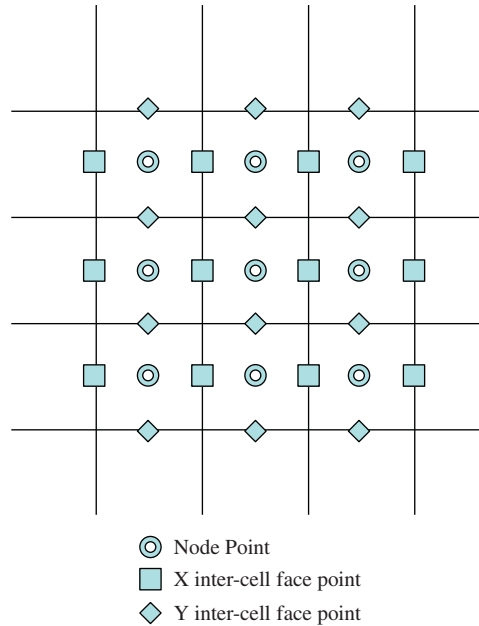 Node Point
X inter-cell face point
Y inter-cell face point